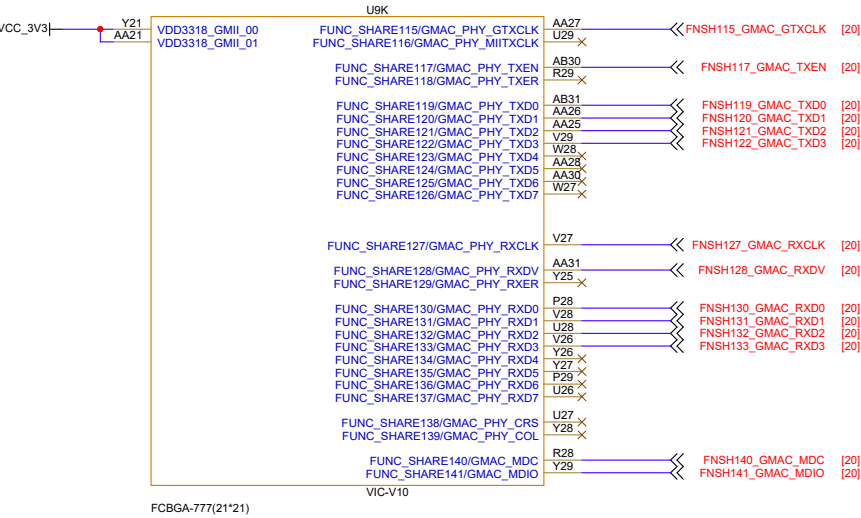 U9K
VCC_3V3
Y21 VDD3318_GMII_00
AA21 VDD3318_GMII_01
FUNC_SHARE115/GMAC_PHY_GTXCLK AA27 FNSH115_GMAC_GTXCLK [20]
FUNC_SHARE116/GMAC_PHY_MIITXCLK U29
FUNC_SHARE117/GMAC_PHY_TXEN AB30 FNSH117_GMAC_TXEN [20]
FUNC_SHARE118/GMAC_PHY_TXER R29
FUNC_SHARE119/GMAC_PHY_TXD0 AB31 FNSH119_GMAC_TXD0 [20]
FUNC_SHARE120/GMAC_PHY_TXD1 AA26 FNSH120_GMAC_TXD1 [20]
FUNC_SHARE121/GMAC_PHY_TXD2 AA25 FNSH121_GMAC_TXD2 [20]
FUNC_SHARE122/GMAC_PHY_TXD3 V29 FNSH122_GMAC_TXD3 [20]
FUNC_SHARE123/GMAC_PHY_TXD4 W28
FUNC_SHARE124/GMAC_PHY_TXD5 AA28
FUNC_SHARE125/GMAC_PHY_TXD6 AA30
FUNC_SHARE126/GMAC_PHY_TXD7 W27
FUNC_SHARE127/GMAC_PHY_RXCLK V27 FNSH127_GMAC_RXCLK [20]
FUNC_SHARE128/GMAC_PHY_RXDV AA31 FNSH128_GMAC_RXDV [20]
FUNC_SHARE129/GMAC_PHY_RXER Y25
FUNC_SHARE130/GMAC_PHY_RXD0 P28 FNSH130_GMAC_RXD0 [20]
FUNC_SHARE131/GMAC_PHY_RXD1 V28 FNSH131_GMAC_RXD1 [20]
FUNC_SHARE132/GMAC_PHY_RXD2 U28 FNSH132_GMAC_RXD2 [20]
FUNC_SHARE133/GMAC_PHY_RXD3 V26 FNSH133_GMAC_RXD3 [20]
FUNC_SHARE134/GMAC_PHY_RXD4 Y26
FUNC_SHARE135/GMAC_PHY_RXD5 Y27
FUNC_SHARE136/GMAC_PHY_RXD6 P29
FUNC_SHARE137/GMAC_PHY_RXD7 U26
FUNC_SHARE138/GMAC_PHY_CRS U27
FUNC_SHARE139/GMAC_PHY_COL Y28
FUNC_SHARE140/GMAC_MDC R28 FNSH140_GMAC_MDC [20]
FUNC_SHARE141/GMAC_MDIO Y29 FNSH141_GMAC_MDIO [20]
VIC-V10
FCBGA-777(21*21)